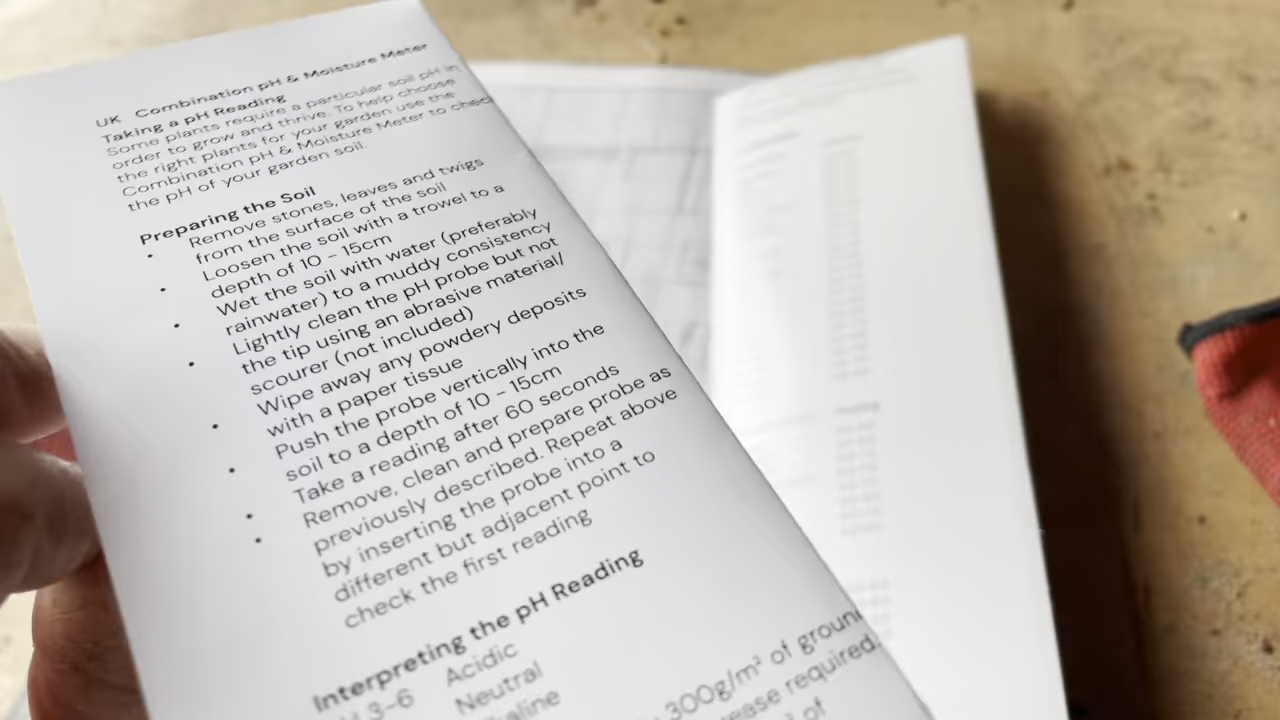 UK Combination pH & Moisture Meter
Taking a pH Reading
Some plants require a particular soil pH in
order to grow and thrive. To help choose
the right plants for your garden use the
Combination pH & Moisture Meter to check
the pH of your garden soil.
Preparing the Soil
• Remove stones, leaves and twigs
from the surface of the soil
• Loosen the soil with a trowel to a
depth of 10 - 15cm
• Wet the soil with water (preferably
rainwater) to a muddy consistency
• Lightly clean the pH probe but not
the tip using an abrasive material/
scourer (not included)
Wipe away any powdery deposits
with a paper tissue
• Push the probe vertically into the
soil to a depth of 10 - 15cm
• Take a reading after 60 seconds
• Remove, clean and prepare probe as
previously described. Repeat above
• by inserting the probe into a
different but adjacent point to
check the first reading
Interpreting the pH Reading
3-6 Acidic
Neutral
300g/m² of ground
required.
of